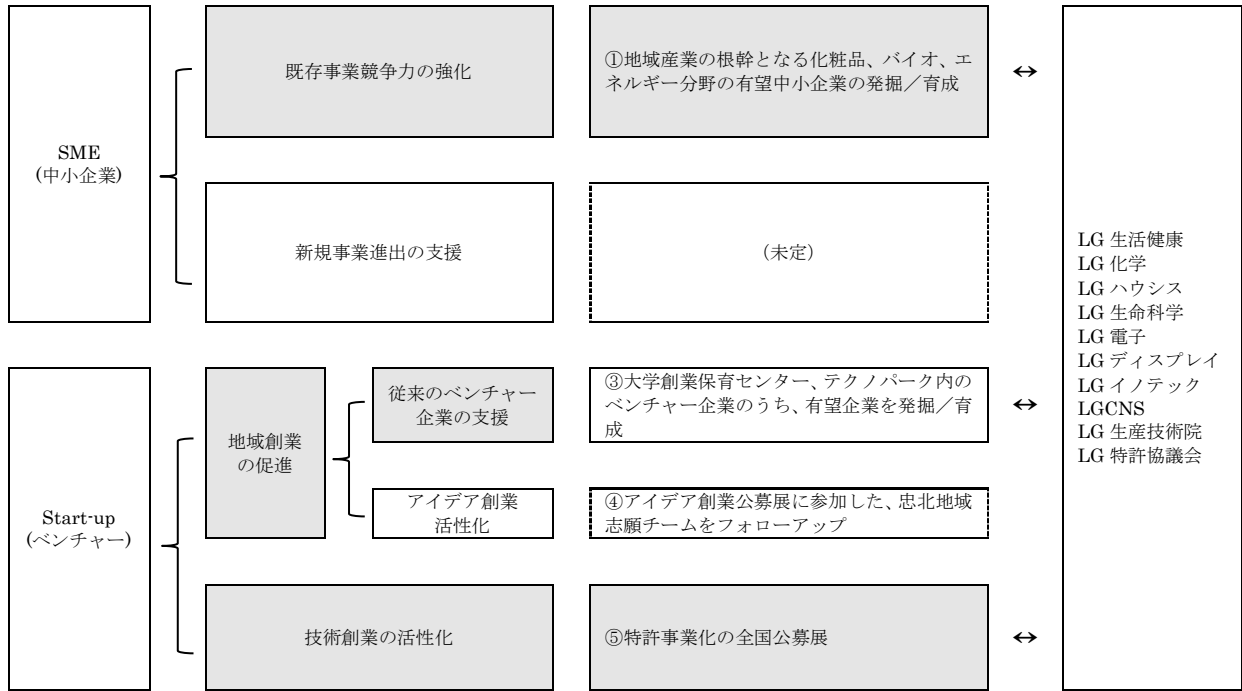 SME
(中小企業)
既存事業競争力の強化
①地域産業の根幹となる化粧品、バイオ、エ
ネルギー分野の有望中小企業の発掘／育成
↔
新規事業進出の支援
（未定）
Start-up
(ベンチャー)
地域創業
の促進
従来のベンチャー
企業の支援
③大学創業保育センター、テクノパーク内の
ベンチャー企業のうち、有望企業を発掘／育
成
↔
アイデア創業
活性化
④アイデア創業公募展に参加した、忠北地域
志願チームをフォローアップ
技術創業の活性化
⑤特許事業化の全国公募展
↔
LG 生活健康
LG 化学
LG ハウシス
LG 生命科学
LG 電子
LG ディスプレイ
LG イノテック
LGCNS
LG 生産技術院
LG 特許協議会